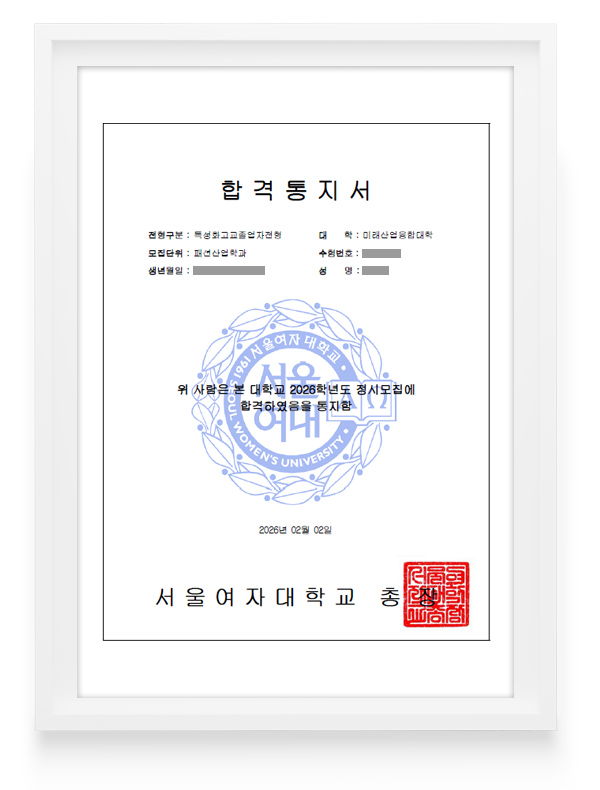 합격통지서
전형구분 : 특성화고교졸업자전형 대 학 : 미래산업융합대학
모집단위 : 패션산업학과 수험번호 :
생년월일 : 성 명 :
1961 서울여자대학교
서울
여대
Α Ω
SEOUL WOMEN'S UNIVERSITY
위 사람은 본 대학교 2026학년도 정시모집에
합격하였음을 통지함
2026년 02월 02일
서울여자대학교 총 장